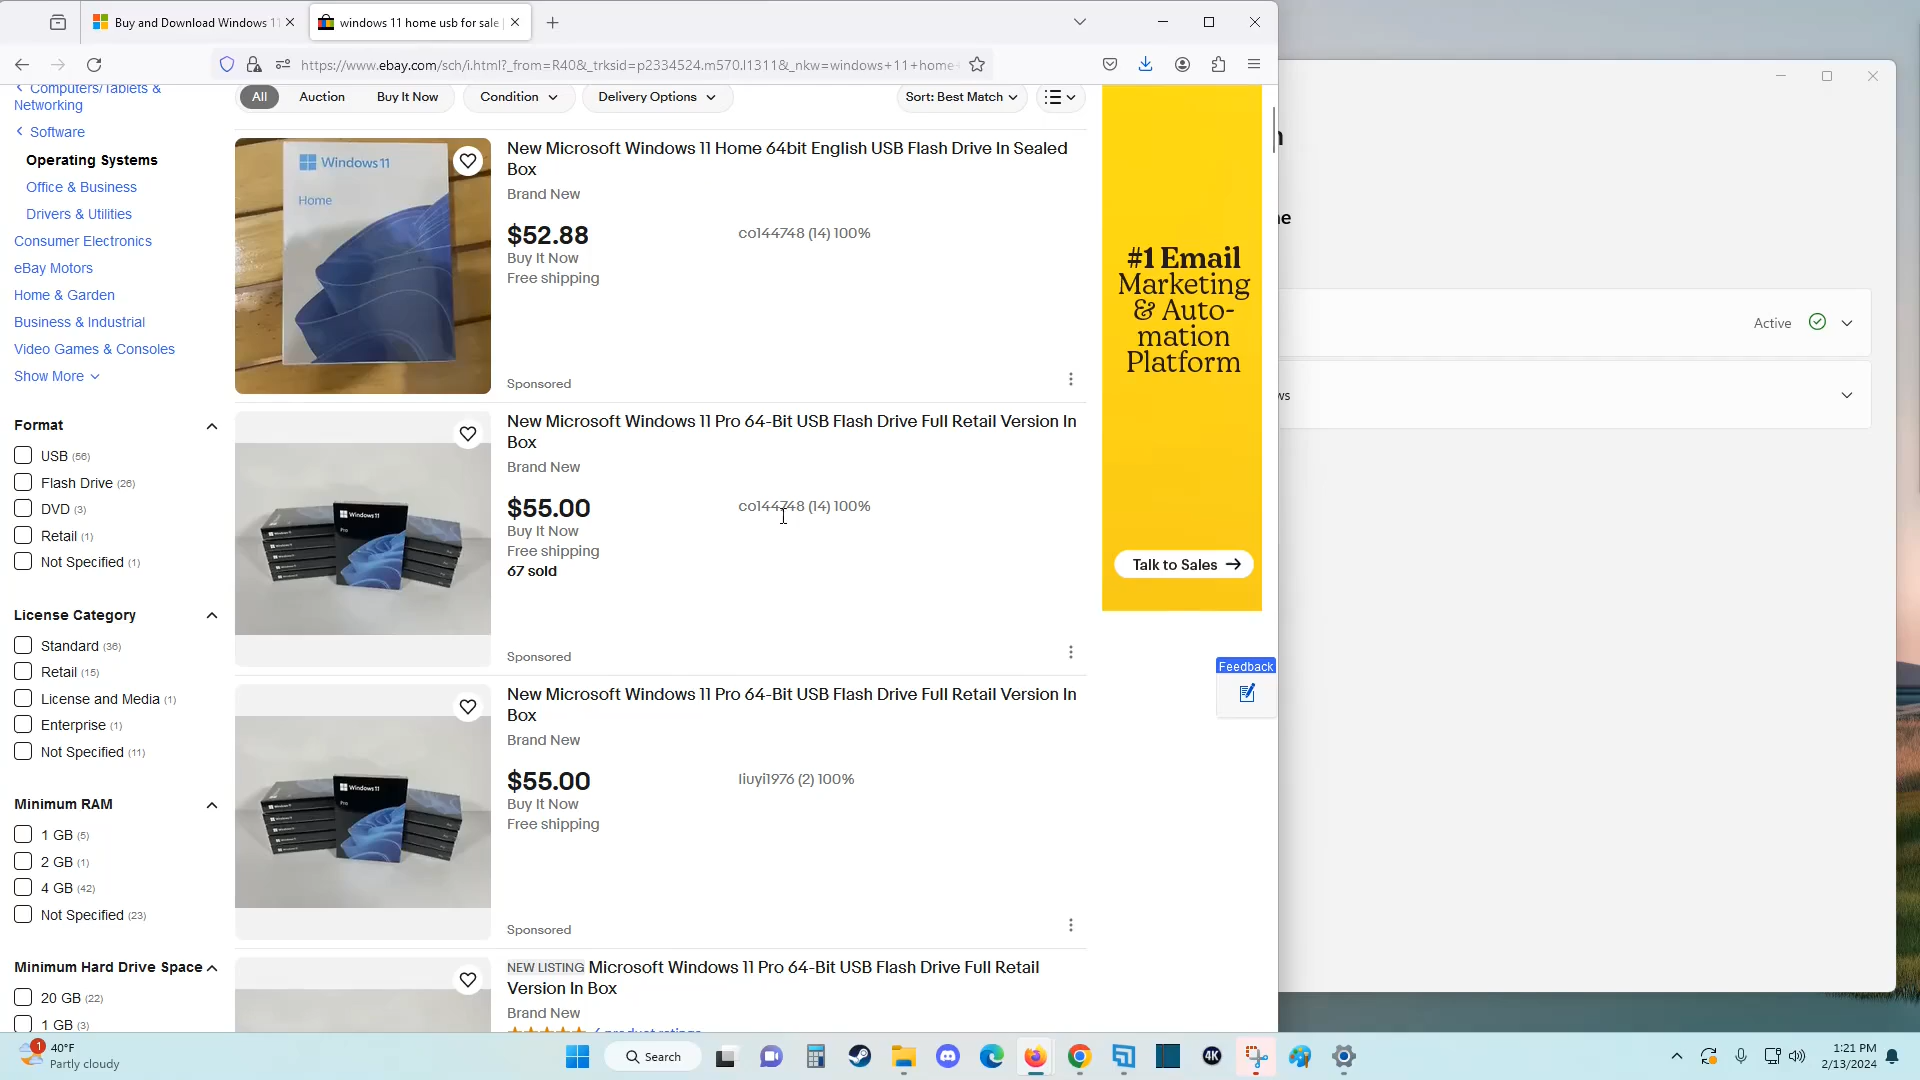 Buy and Download Windows 11
windows 11 home usb for sale
https://www.ebay.com/sch/i.html?_from=R40&_trksid=p2334524.m570.l1311&_nkw=windows+11+home+
Computers/Tablets &
Networking
Software
Operating Systems
Office & Business
Drivers & Utilities
Consumer Electronics
eBay Motors
Home & Garden
Business & Industrial
Video Games & Consoles
Show More
Format
USB (56)
Flash Drive (26)
DVD (3)
Retail (1)
Not Specified (1)
License Category
Standard (36)
Retail (15)
License and Media (1)
Enterprise (1)
Not Specified (11)
Minimum RAM
1 GB (5)
2 GB (1)
4 GB (42)
Not Specified (23)
Minimum Hard Drive Space
20 GB (22)
1 GB (3)
All Auction Buy It Now Condition Delivery Options Sort: Best Match
Windows 11
Home
New Microsoft Windows 11 Home 64bit English USB Flash Drive In Sealed
Box
Brand New
$52.88 co144748 (14) 100%
Buy It Now
Free shipping
Sponsored
Windows 11
Pro
New Microsoft Windows 11 Pro 64-Bit USB Flash Drive Full Retail Version In
Box
Brand New
$55.00 co144748 (14) 100%
Buy It Now
Free shipping
67 sold
Sponsored
Windows 11
Pro
New Microsoft Windows 11 Pro 64-Bit USB Flash Drive Full Retail Version In
Box
Brand New
$55.00 liuyi1976 (2) 100%
Buy It Now
Free shipping
Sponsored
NEW LISTING Microsoft Windows 11 Pro 64-Bit USB Flash Drive Full Retail
Version In Box
Brand New
#1 Email
Marketing
& Auto-
mation
Platform
Talk to Sales →
Feedback
Active
1
40°F
Partly cloudy
Search
4K
1:21 PM
2/13/2024